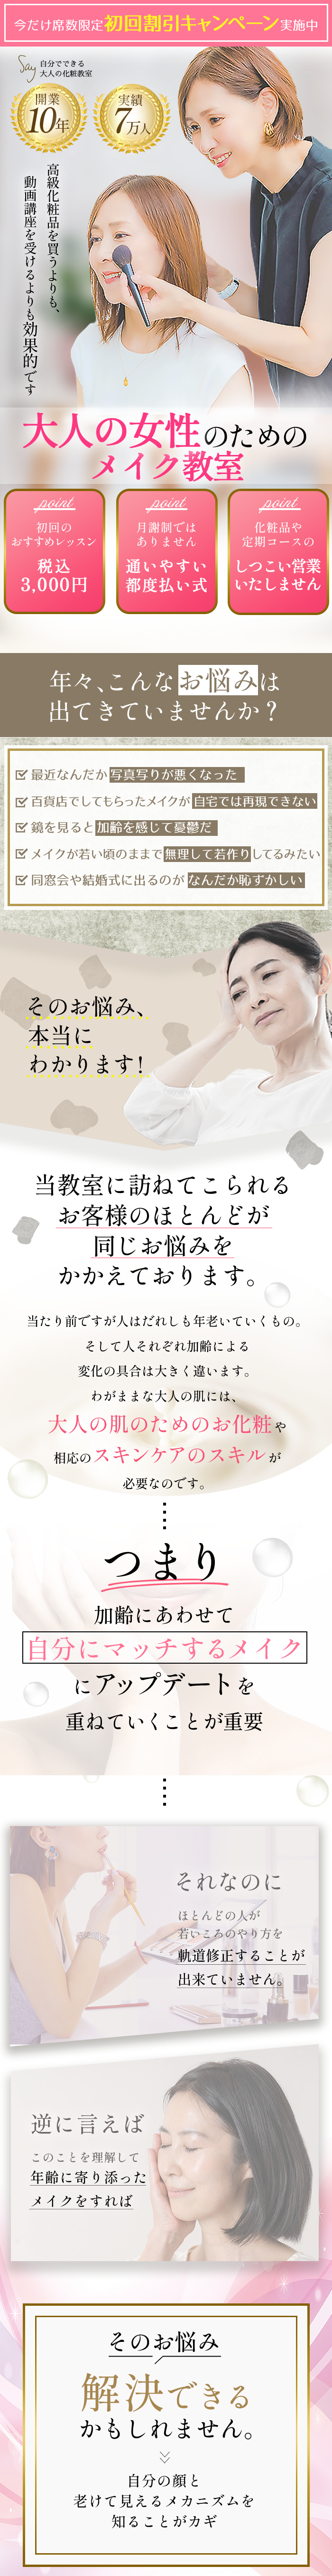 今だけ席数限定初回割引キャンペーン実施中
Say 自分でできる
大人の化粧教室
開業
10年
実績
7万人
高級化粧品を買うよりも、
動画講座を受けるよりも効果的です
大人の女性のための
メイク教室
point
初回の
おすすめレッスン
税込
3,000円
point
月謝制では
ありません
通いやすい
都度払い式
point
化粧品や
定期コースの
しつこい営業
いたしません
年々、こんなお悩みは
出てきていませんか？
最近なんだか写真写りが悪くなった
百貨店でしてもらったメイクが自宅では再現できない
鏡を見ると加齢を感じて憂鬱だ
メイクが若い頃のままで無理して若作りしてるみたい
同窓会や結婚式に出るのがなんだか恥ずかしい
そのお悩み、
本当に
わかります！
当教室に訪ねてこられる
お客様のほとんどが
同じお悩みを
かかえております。
当たり前ですが人はだれしも年老いていくもの。
そして人それぞれ加齢による
変化の具合は大きく違います。
わがままな大人の肌には、
大人の肌のためのお化粧や
相応のスキンケアのスキルが
必要なのです。
つまり
加齢にあわせて
自分にマッチするメイク
にアップデートを
重ねていくことが重要
それなのに
ほとんどの人が
若いころのやり方を
軌道修正することが
出来ていません。
逆に言えば
このことを理解して
年齢に寄り添った
メイクをすれば
そのお悩み
解決できる
かもしれません。
自分の顔と
老けて見えるメカニズムを
知ることがカギ